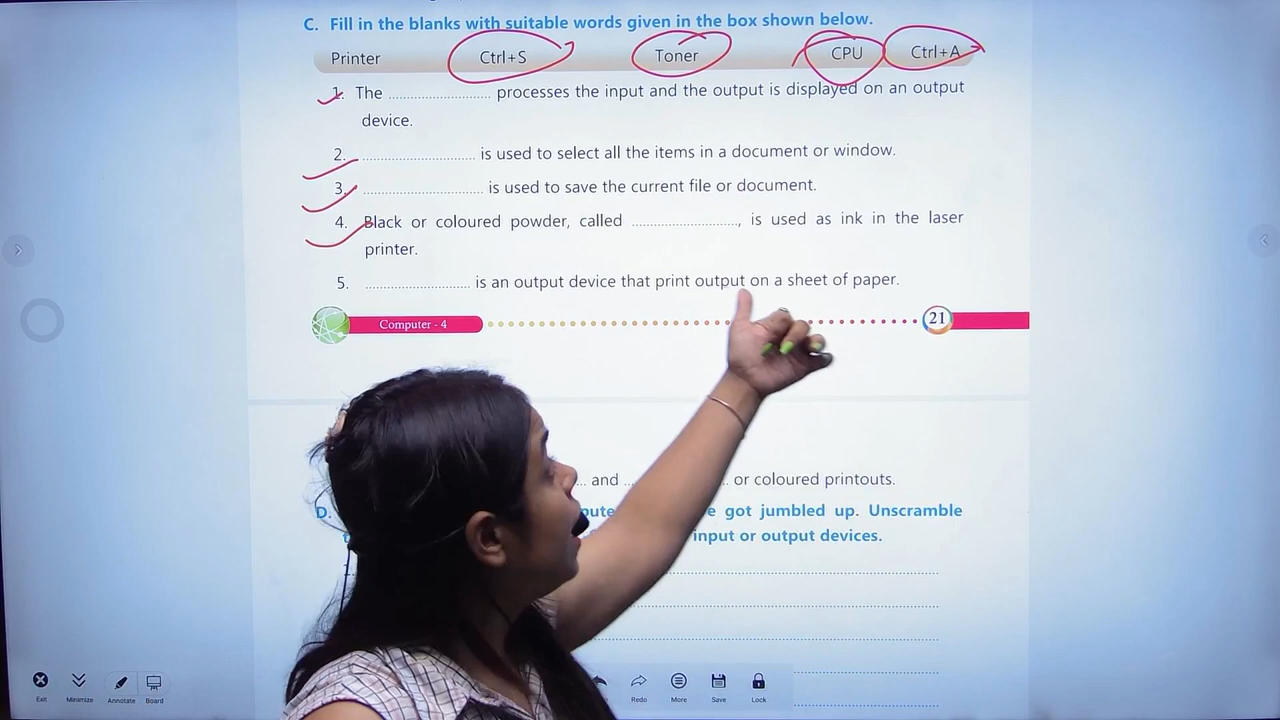 C. Fill in the blanks with suitable words given in the box shown below.
Printer Ctrl+S Toner CPU Ctrl+A
1. The .......................... processes the input and the output is displayed on an output
device.
2. ............................. is used to select all the items in a document or window.
3. ............................... is used to save the current file or document.
4. Black or coloured powder, called ..........................., is used as ink in the laser
printer.
5. ........................... is an output device that print output on a sheet of paper.
Computer - 4 21
... and ... . or coloured printouts.
D. got jumbled up. Unscramble
input or output devices.
Exit Minimize Annotate Board Redo More Save Lock